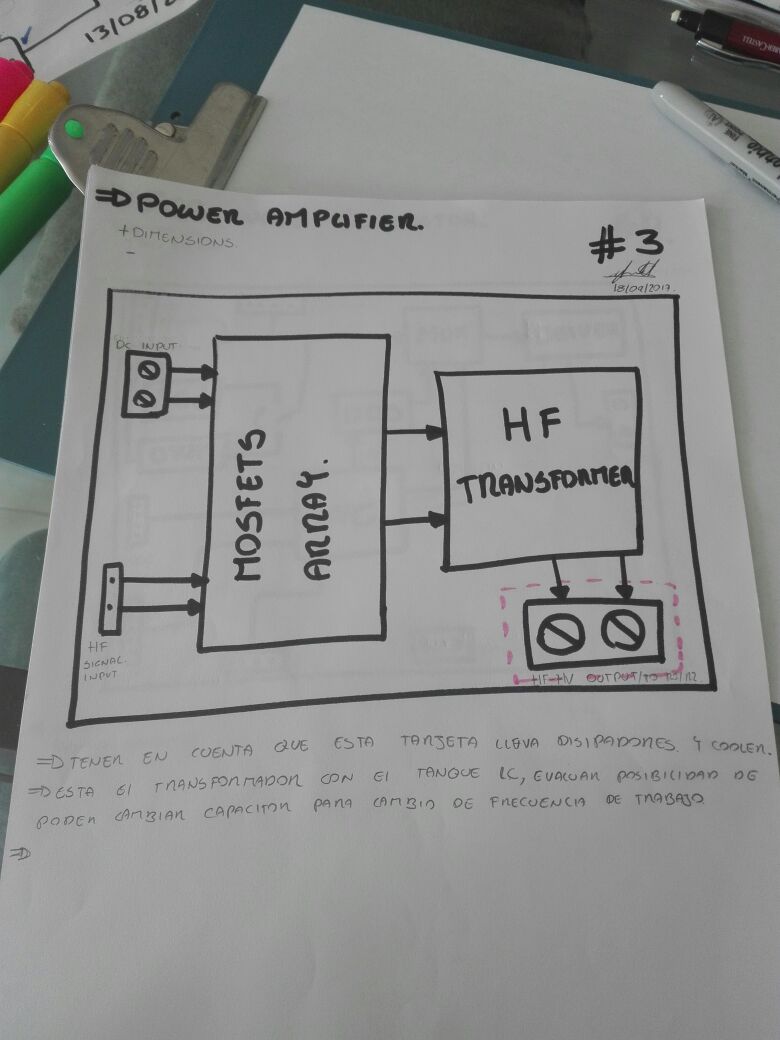 13/08/2
=D POWER AMPLIFIER.
+ DIMENSIONS.
-
#3
18/09/2017.
DC INPUT.
MOSFETS
ARRAY.
HF
TRANSFORMER
HF
SIGNAL
INPUT
HF-HV OUTPUT/TO
=D TENER EN CUENTA QUE ESTA TARJETA LLEVA DISIPADORES Y COOLER.
=D ESTA El TRANSFORMADOR CON El TANQUE LC, EVALUAR POSIBILIDAD DE
PODER CAMBIAR CAPACITOR PARA CAMBIO DE FRECUENCIA DE TRABAJO.
=D